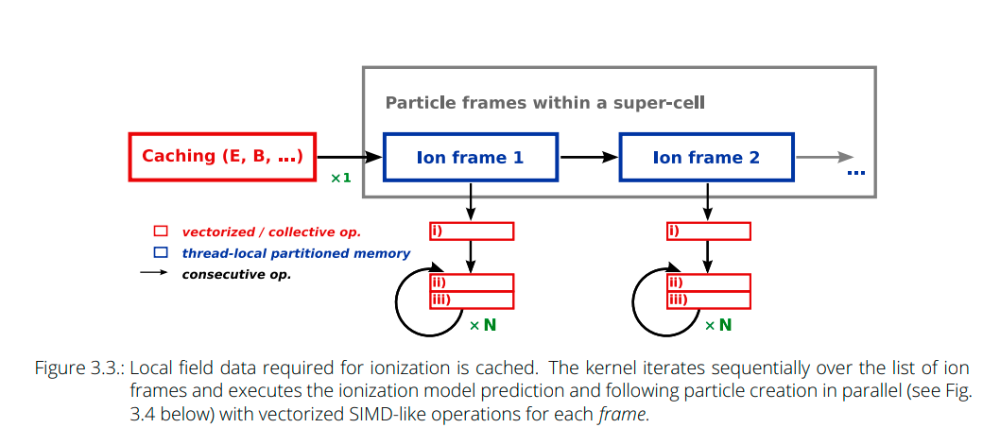 Particle frames within a super-cell
Caching (E, B, ...)
Ion frame 1
Ion frame 2
×1
...
i)
i)
vectorized / collective op.
thread-local partitioned memory
consecutive op.
ii)
iii)
ii)
iii)
× N
× N
Figure 3.3.: Local field data required for ionization is cached. The kernel iterates sequentially over the list of ion
frames and executes the ionization model prediction and following particle creation in parallel (see Fig.
3.4 below) with vectorized SIMD-like operations for each frame.